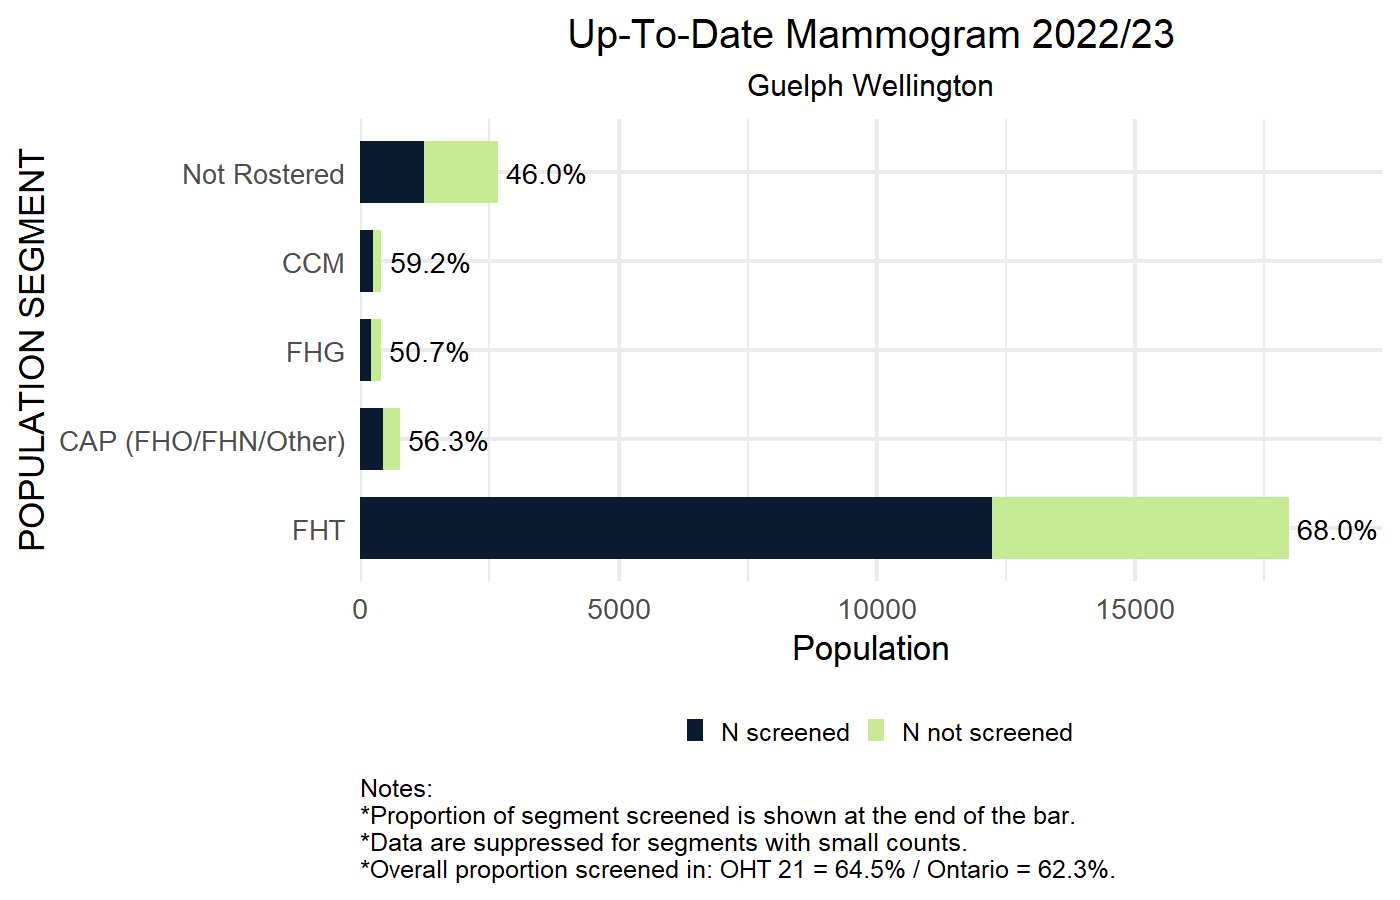 Up-To-Date Mammogram 2022/23
Guelph Wellington
POPULATION SEGMENT
Not Rostered
46.0%
CCM
59.2%
FHG
50.7%
CAP (FHO/FHN/Other)
56.3%
FHT
68.0%
0 5000 10000 15000
Population
N screened N not screened
Notes:
*Proportion of segment screened is shown at the end of the bar.
*Data are suppressed for segments with small counts.
*Overall proportion screened in: OHT 21 = 64.5% / Ontario = 62.3%.